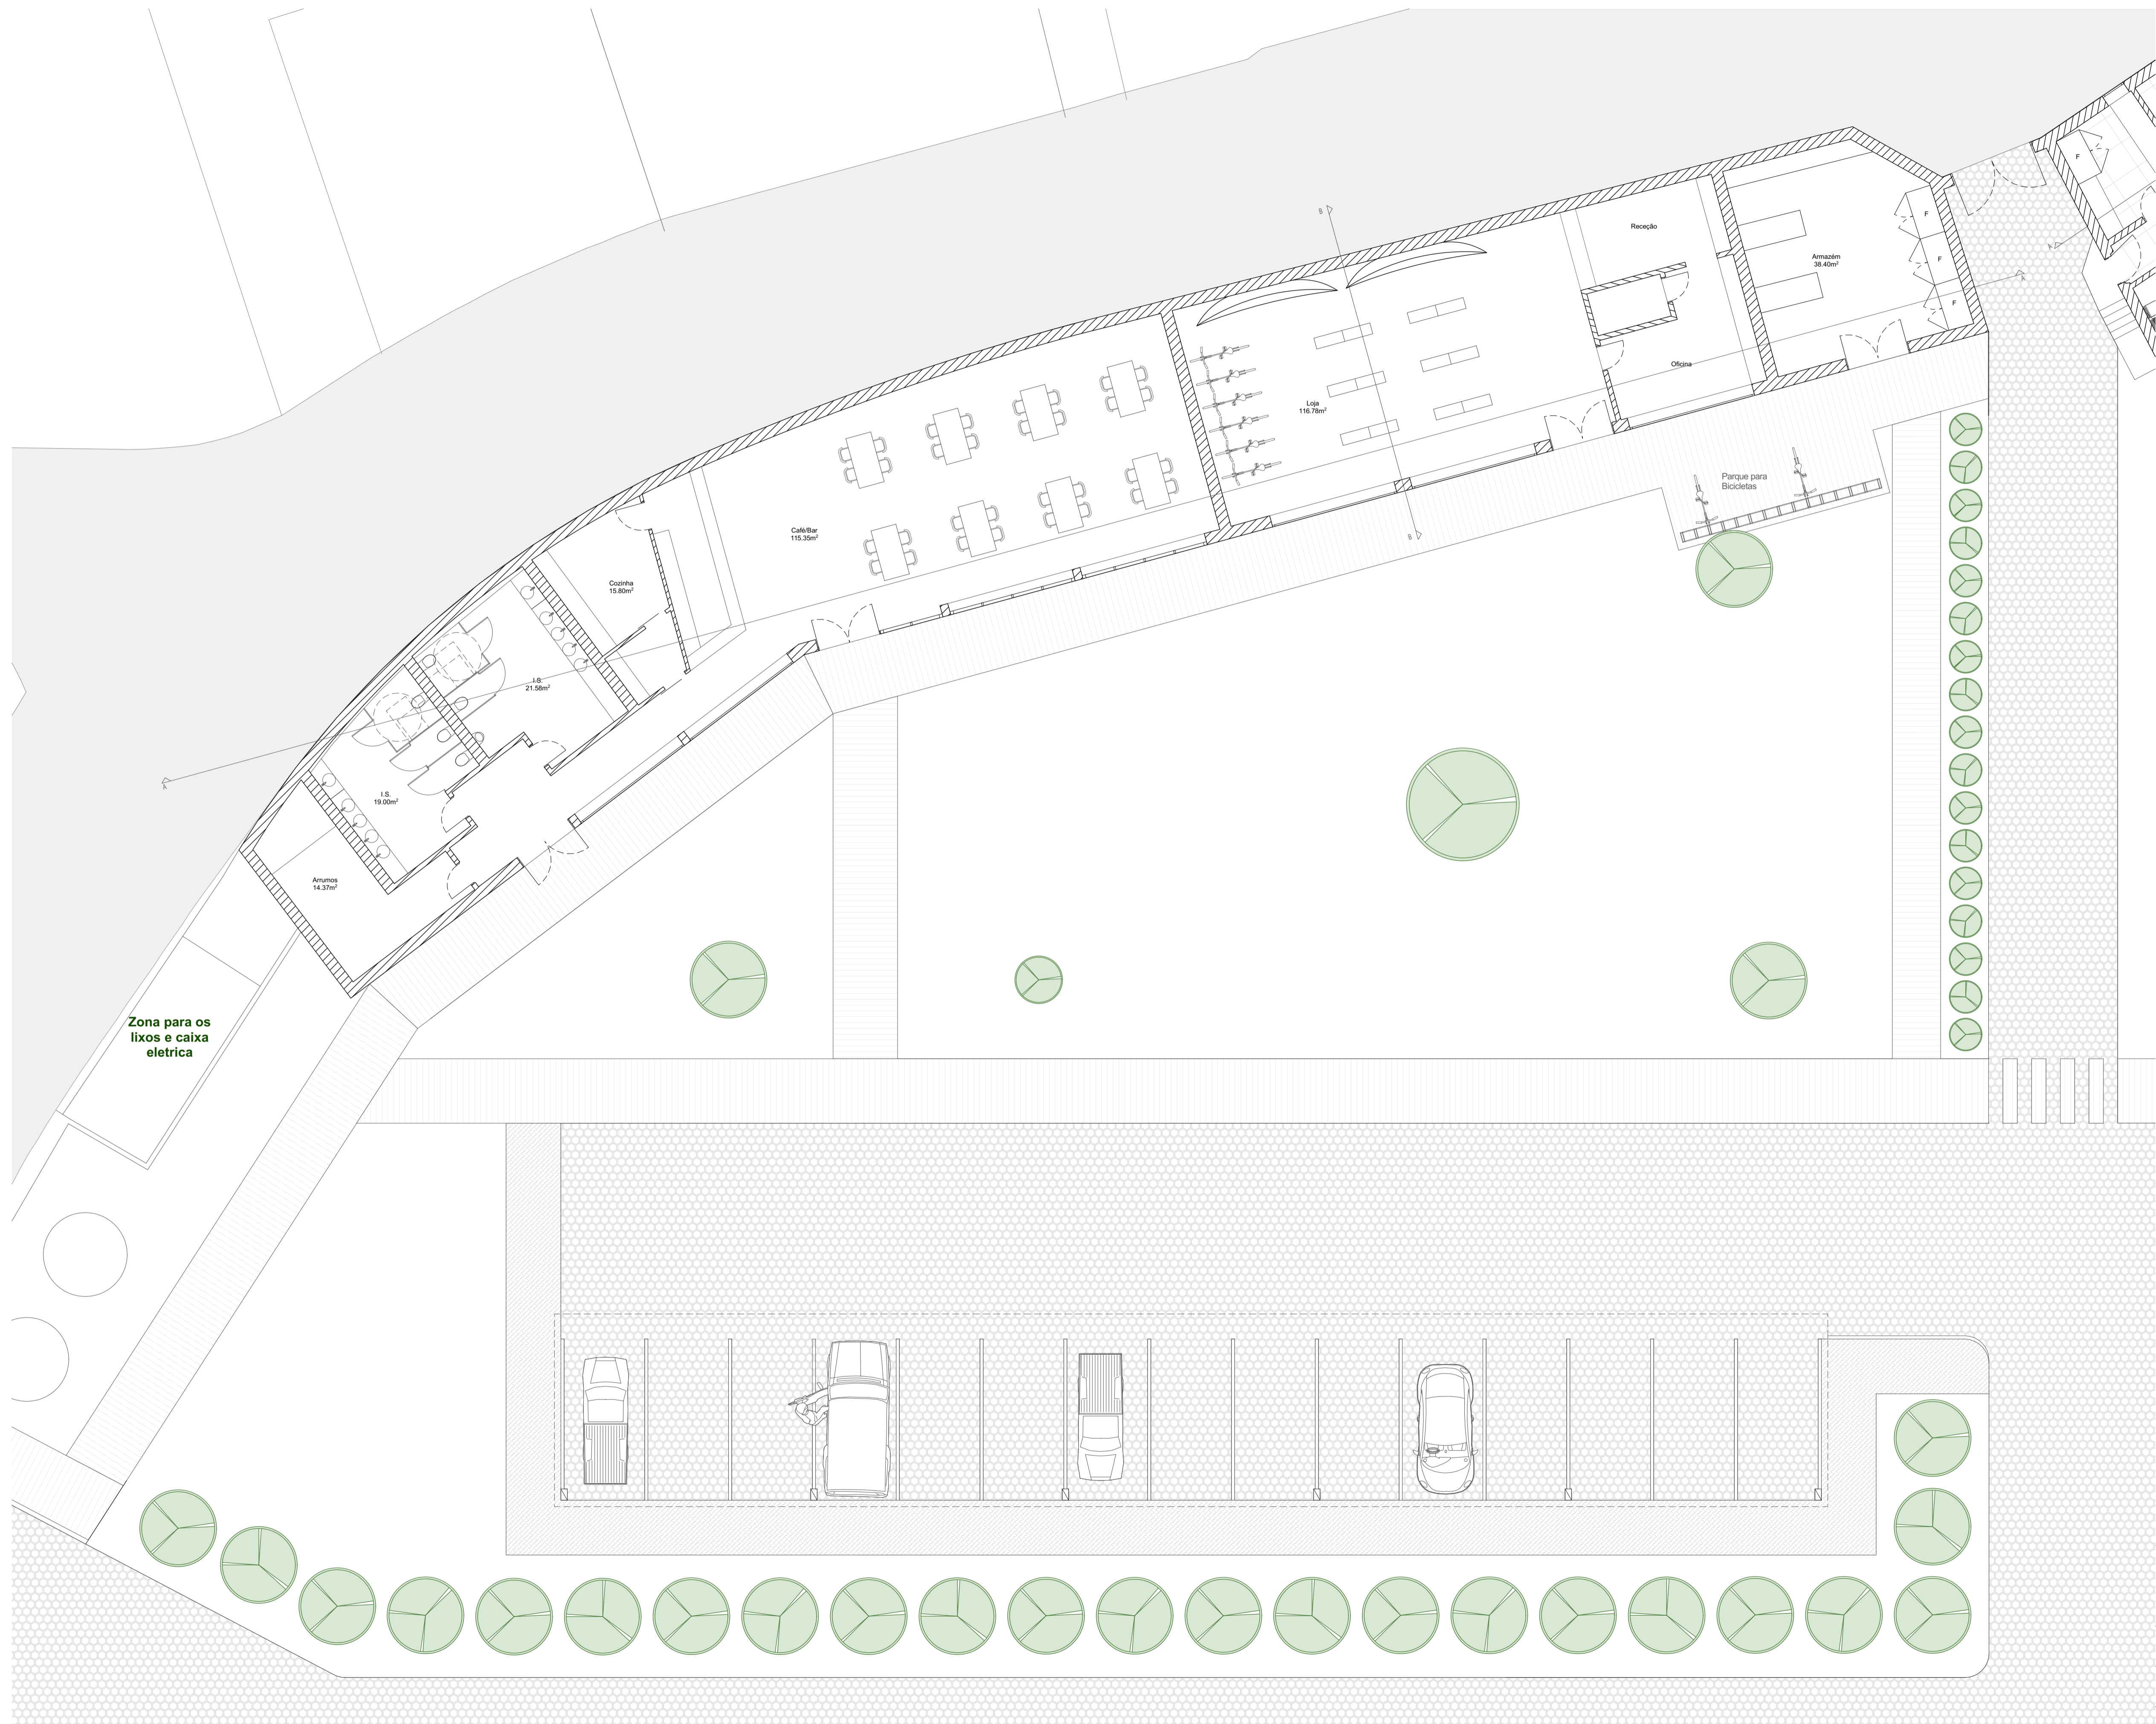 F
B
Receção
F
Armazém
38.40m²
F
A
A
F
Oficina
Loja
116.78m²
Parque para
Bicicletas
Café/Bar
115.35m²
B
Cozinha
15.80m²
I.S.
21.58m²
A
I.S.
19.00m²
Arrumos
14.37m²
Zona para os
lixos e caixa
eletrica